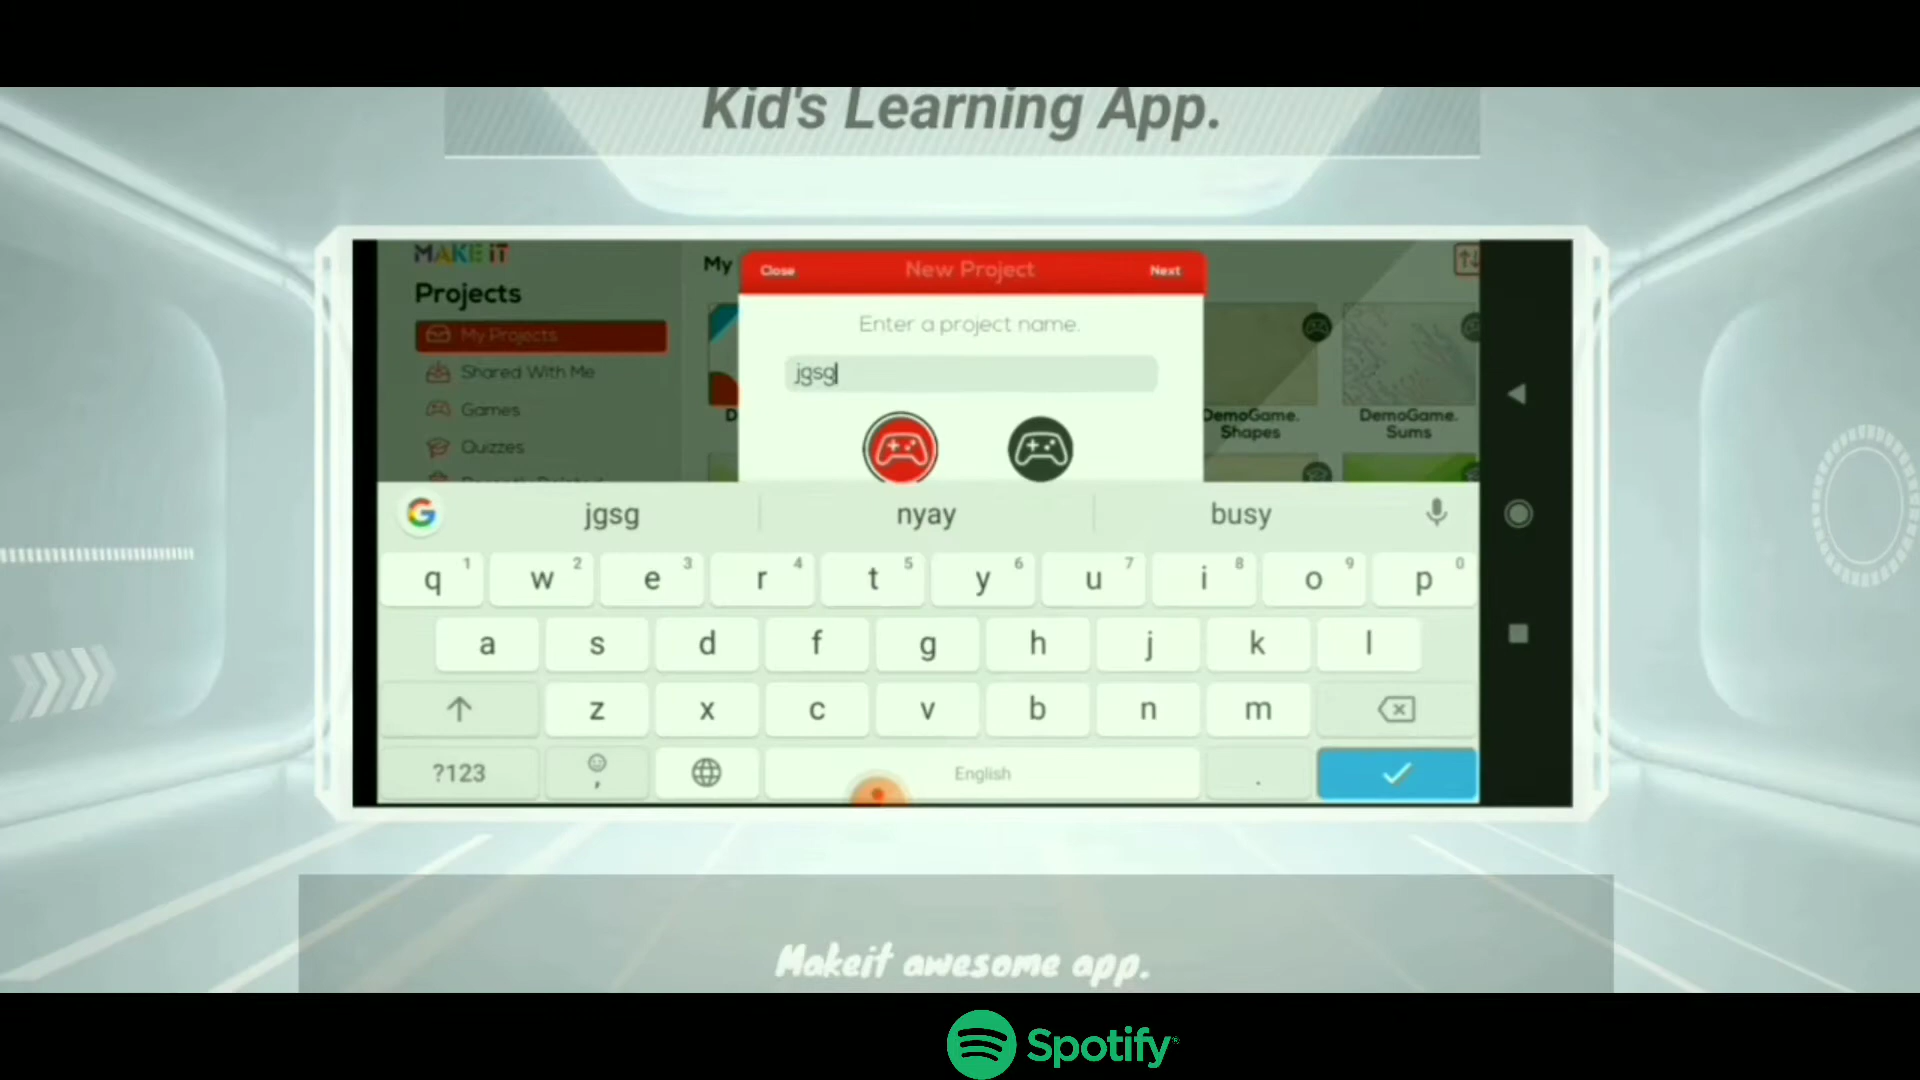 Kid's Learning App.
MAKE IT
Projects
My Projects
Shared With Me
Games
Quizzes
My
Close
New Project
Next
Enter a project name.
jgsg
D
DemoGame.
Shapes
DemoGame.
Sums
jgsg
nyay
busy
q 1 w 2 e 3 r 4 t 5 y 6 u 7 i 8 o 9 p 0
a s d f g h j k l
z x c v b n m
?123 , English .
Makeit awesome app.
Spotify